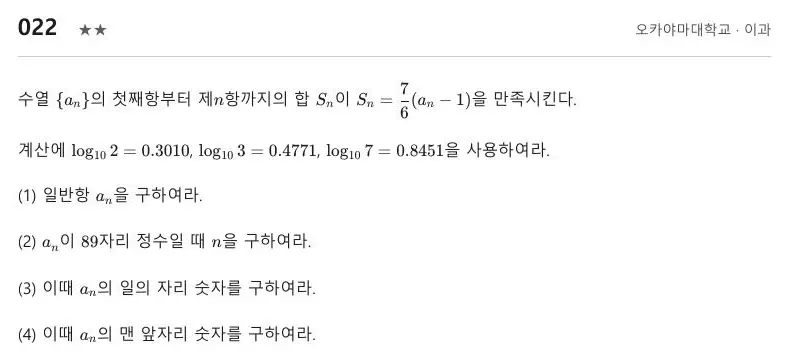 022 ★★ 오카야마대학교 · 이과
수열 {aₙ}의 첫째항부터 제n항까지의 합 Sₙ이 Sₙ = 7/6(aₙ − 1)을 만족시킨다.
계산에 log₁₀ 2 = 0.3010, log₁₀ 3 = 0.4771, log₁₀ 7 = 0.8451을 사용하여라.
(1) 일반항 aₙ을 구하여라.
(2) aₙ이 89자리 정수일 때 n을 구하여라.
(3) 이때 aₙ의 일의 자리 숫자를 구하여라.
(4) 이때 aₙ의 맨 앞자리 숫자를 구하여라.